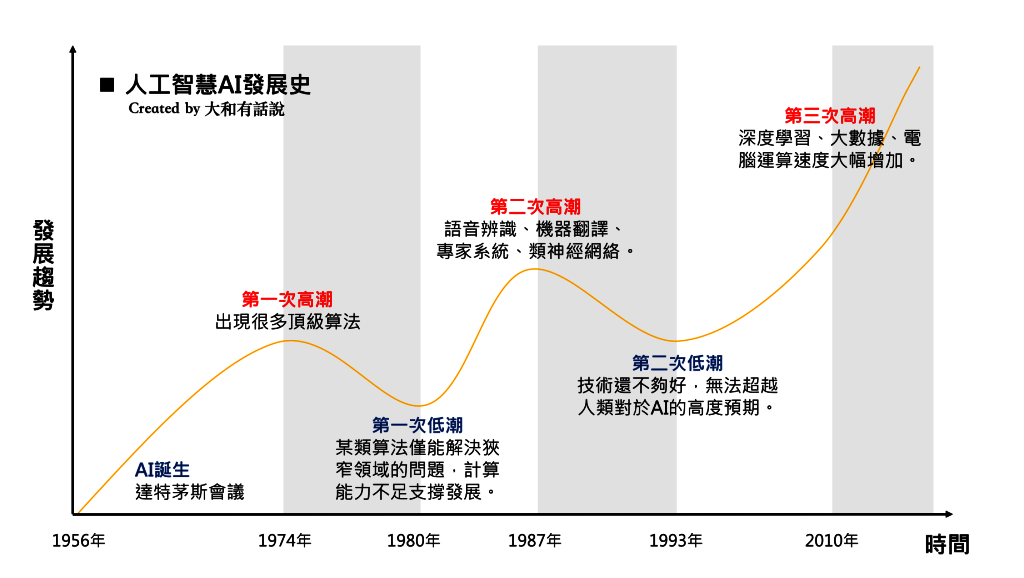 ■ 人工智慧AI發展史
Created by 大和有話說
發展趨勢
第三次高潮
深度學習、大數據、電
腦運算速度大幅增加。
第二次高潮
語音辨識、機器翻譯、
專家系統、類神經網絡。
第一次高潮
出現很多頂級算法
第二次低潮
技術還不夠好，無法超越
人類對於AI的高度預期。
第一次低潮
某類算法僅能解決狹
窄領域的問題，計算
能力不足支撐發展。
AI誕生
達特茅斯會議
1956年
1974年
1980年
1987年
1993年
2010年
時間